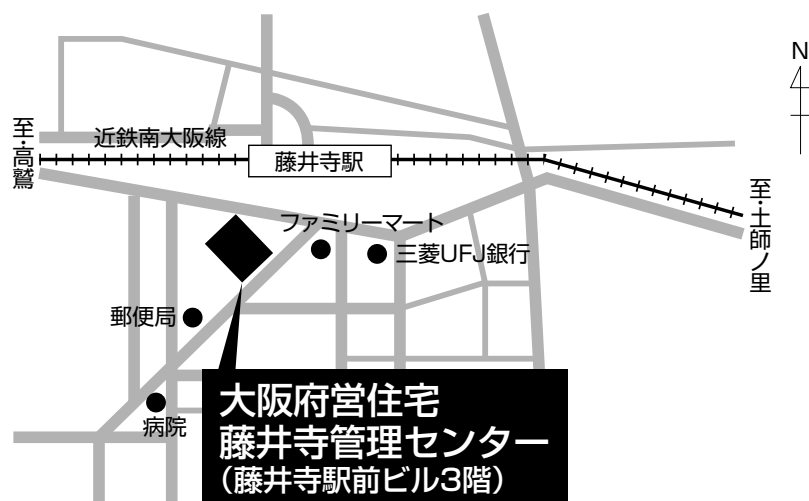 N
近鉄南大阪線
至・高鷲
藤井寺駅
至・土師ノ里
ファミリーマート
三菱UFJ銀行
郵便局
病院
大阪府営住宅
藤井寺管理センター
（藤井寺駅前ビル3階）